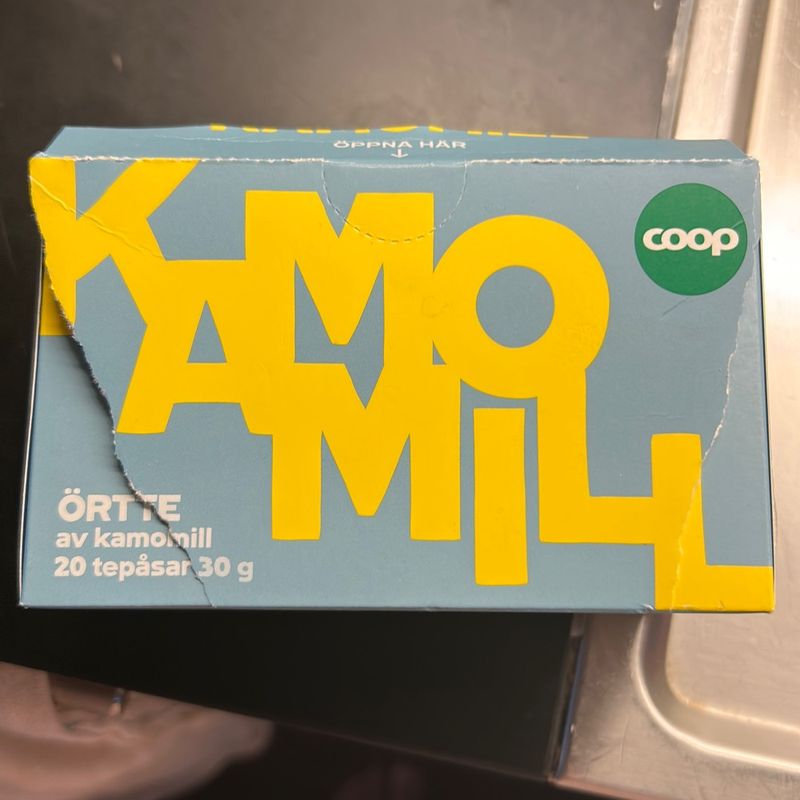 ÖPPNA HÄR
KAMO
MILL
coop
ÖRTTE
av kamomill
20 tepåsar 30 g